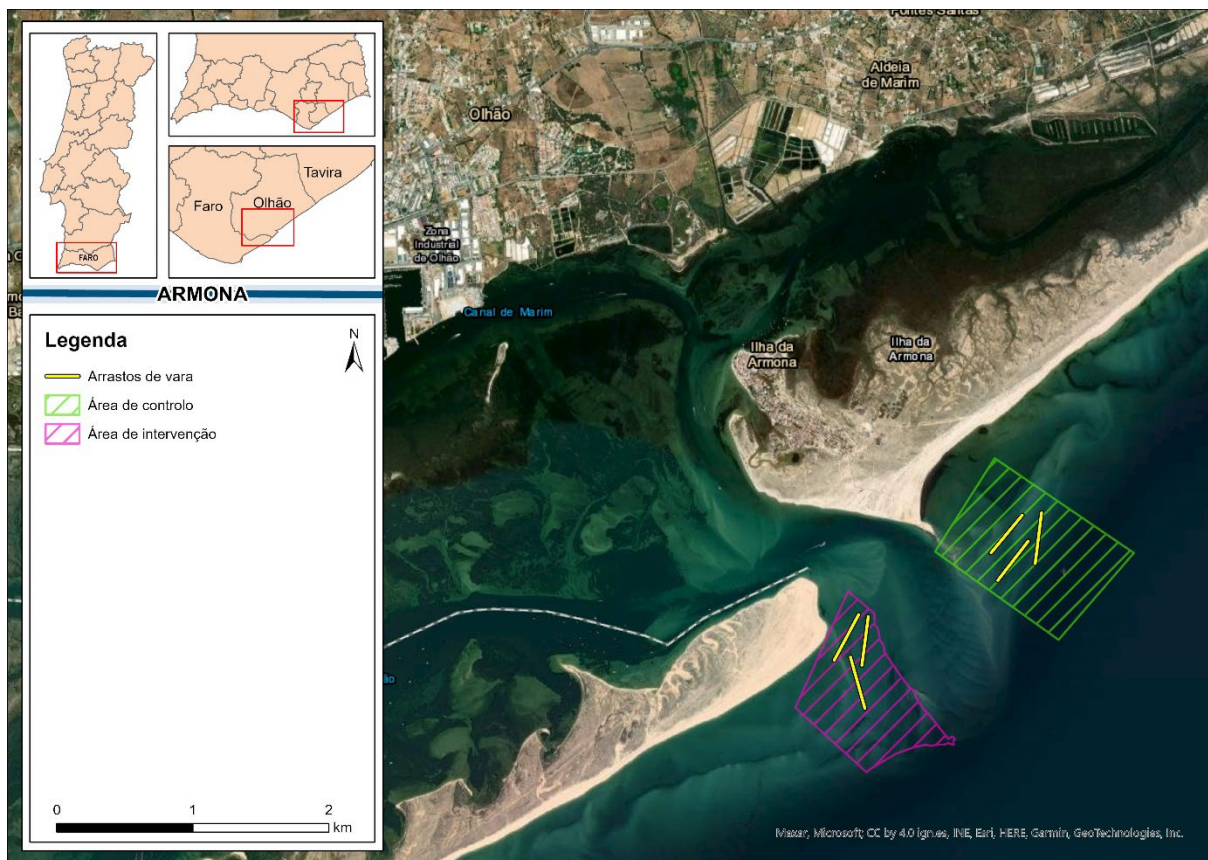 FARO
Faro
Olhão
Tavira
ARMONA
Legenda
N
Arrastos de vara
Área de controlo
Área de intervenção
0 1 2
km
Olhão
Aldeia
de Marim
Zona
Industrial
de Olhão
Canal de Marim
Ilha da
Armona
Ilha da
Armona
ão
Maxar, Microsoft; CC by 4.0 ign.es, INE, Esri, HERE, Garmin, GeoTechnologies, Inc.